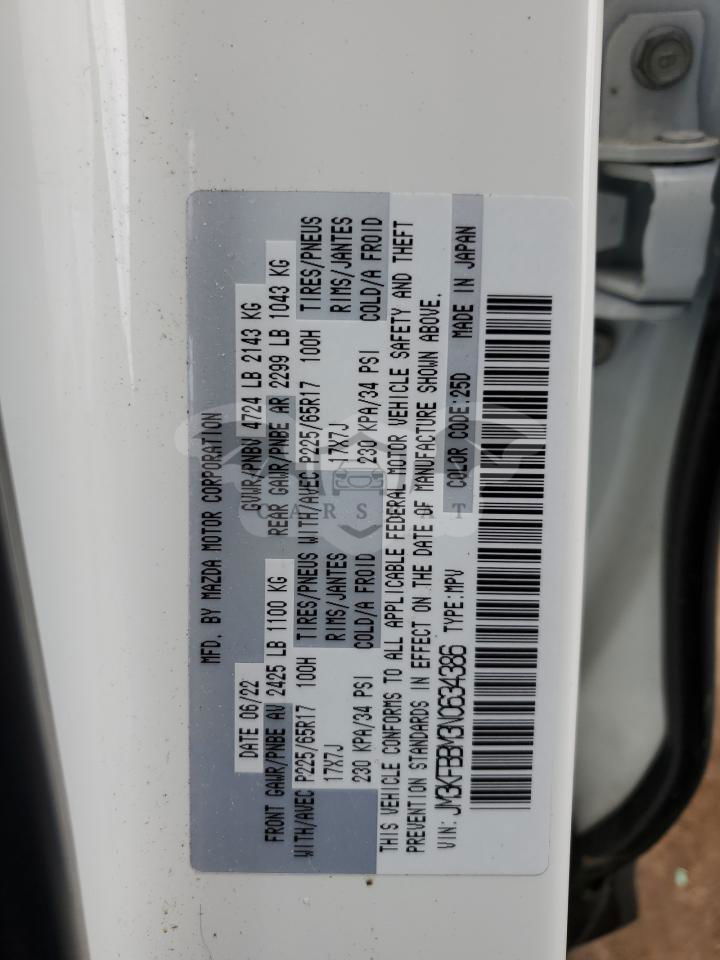 MFD. BY MAZDA MOTOR CORPORATION
DATE 06/22 GVWR/PNBV 4724 LB 2143 KG
FRONT GAWR/PNBE AV 2425 LB 1100 KG REAR GAWR/PNBE AR 2299 LB 1043 KG
WITH/AVEC P225/65R17 100H TIRES/PNEUS WITH/AVEC P225/65R17 100H TIRES/PNEUS
17X7J RIMS/JANTES 17X7J RIMS/JANTES
230 KPA/34 PSI COLD/A FROID 230 KPA/34 PSI COLD/A FROID
THIS VEHICLE CONFORMS TO ALL APPLICABLE FEDERAL MOTOR VEHICLE SAFETY AND THEFT
PREVENTION STANDARDS IN EFFECT ON THE DATE OF MANUFACTURE SHOWN ABOVE.
VIN: JM3KFBBM3N0634386 TYPE:MPV COLOR CODE:25D MADE IN JAPAN